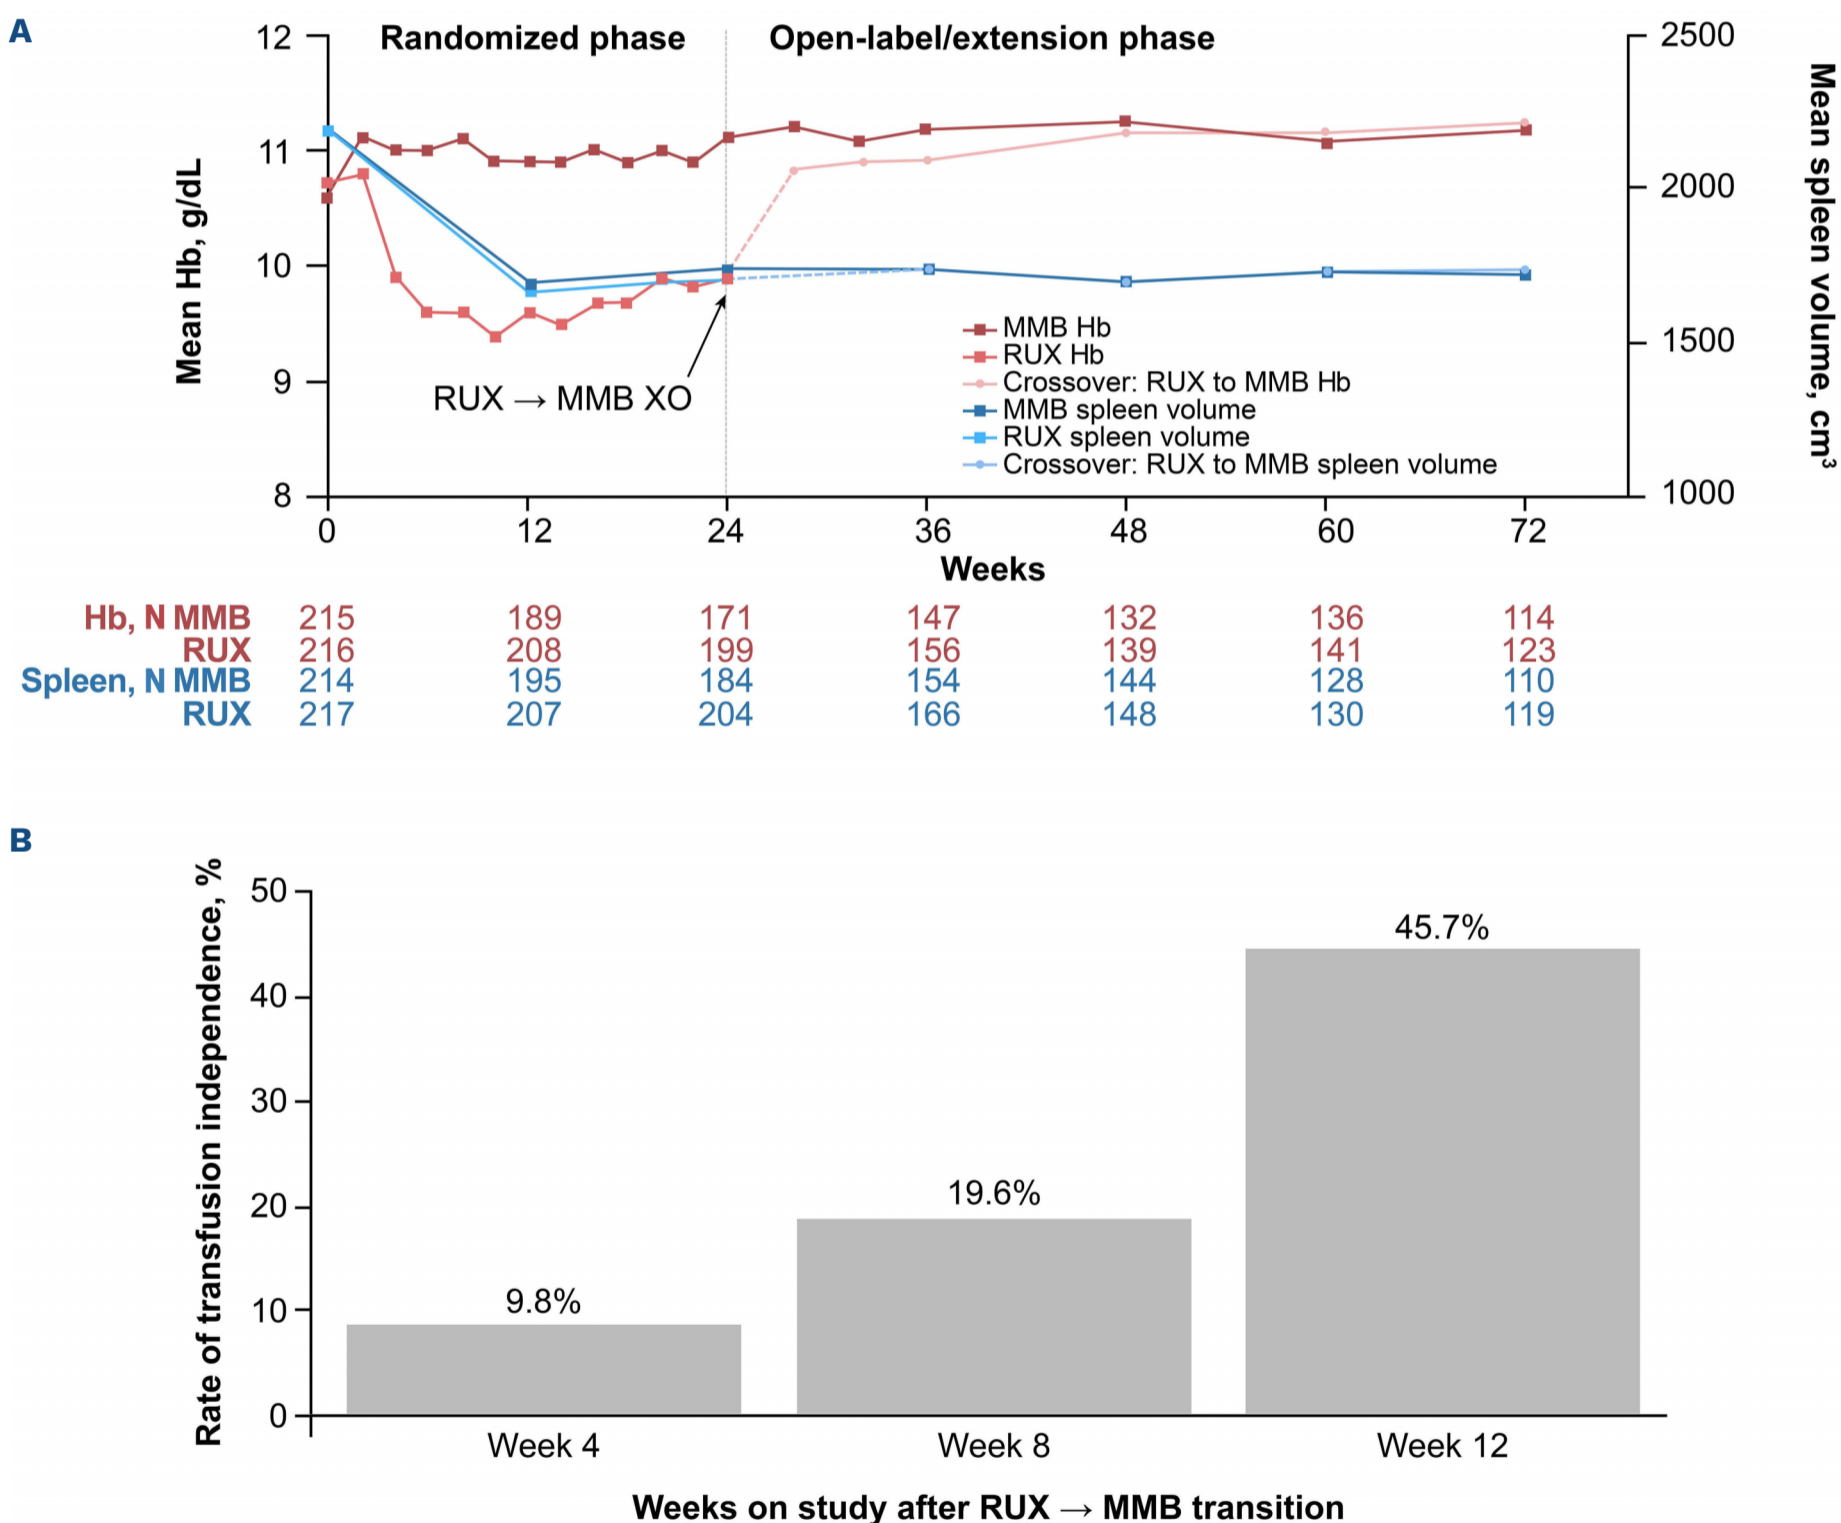 A
Randomized phase
Open-label/extension phase
Mean Hb, g/dL
12
11
10
9
8
2500
2000
1500
1000
Mean spleen volume, cm³
RUX → MMB XO
MMB Hb
RUX Hb
Crossover: RUX to MMB Hb
MMB spleen volume
RUX spleen volume
Crossover: RUX to MMB spleen volume
0 12 24 36 48 60 72
Weeks
Hb, N MMB 215 189 171 147 132 136 114
RUX 216 208 199 156 139 141 123
Spleen, N MMB 214 195 184 154 144 128 110
RUX 217 207 204 166 148 130 119
B
Rate of transfusion independence, %
50
40
30
20
10
0
9.8%
19.6%
45.7%
Week 4 Week 8 Week 12
Weeks on study after RUX → MMB transition